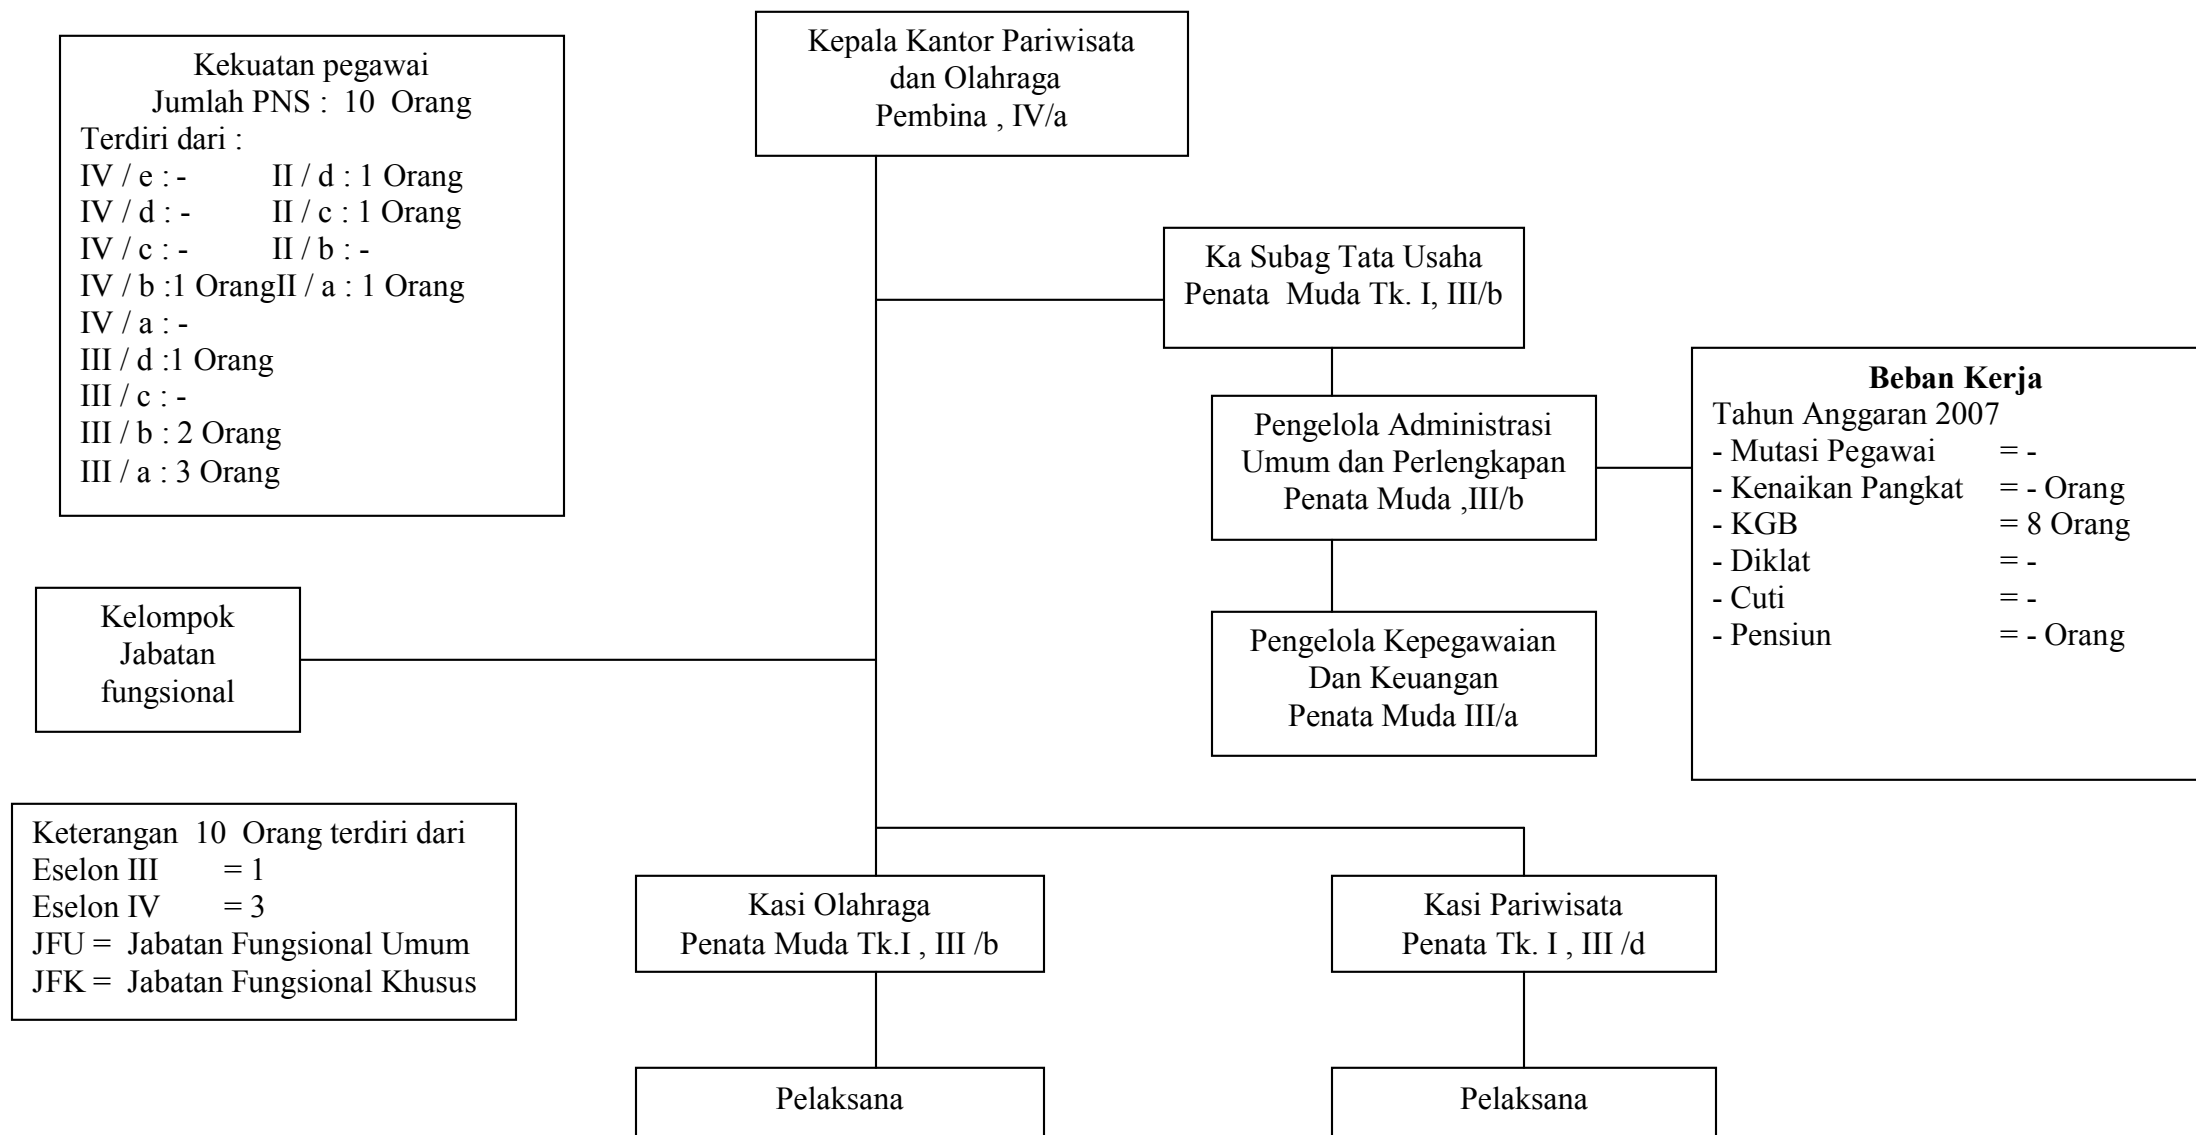 Kekuatan pegawai
Jumlah PNS :  10  Orang
Terdiri dari :
IV / e : -          II / d : 1 Orang
IV / d : -          II / c : 1 Orang
IV / c : -          II / b : -
IV / b :1 OrangII / a : 1 Orang
IV / a : -
III / d :1 Orang
III / c : -
III / b : 2 Orang
III / a : 3 Orang
Kepala Kantor Pariwisata
dan Olahraga
Pembina , IV/a
Ka Subag Tata Usaha
Penata  Muda Tk. I, III/b
Pengelola Administrasi
Umum dan Perlengkapan
Penata Muda ,III/b
Beban Kerja
Tahun Anggaran 2007
- Mutasi Pegawai        = -
- Kenaikan Pangkat     = - Orang
- KGB                         = 8 Orang
- Diklat                       = -
- Cuti                          = -
- Pensiun                    = - Orang
Kelompok
Jabatan
fungsional
Pengelola Kepegawaian
Dan Keuangan
Penata Muda III/a
Keterangan  10  Orang terdiri dari
Eselon III        = 1
Eselon IV        = 3
JFU =  Jabatan Fungsional Umum
JFK =  Jabatan Fungsional Khusus
Kasi Olahraga
Penata Muda Tk.I , III /b
Kasi Pariwisata
Penata Tk. I , III /d
Pelaksana
Pelaksana